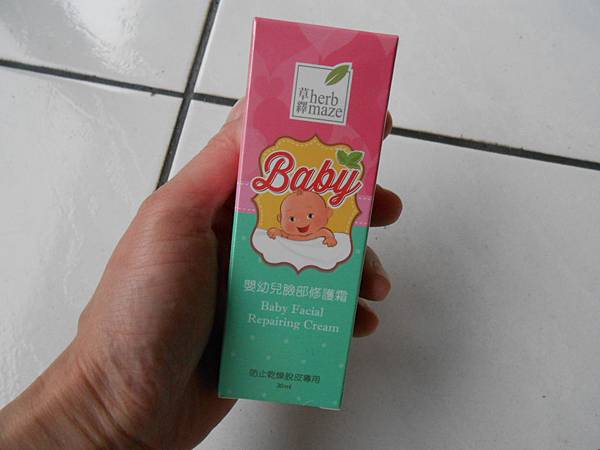 草 herb
釋 maze
Baby
嬰幼兒臉部修護霜
Baby Facial
Repairing Cream
防止乾燥脫皮專用
30ml